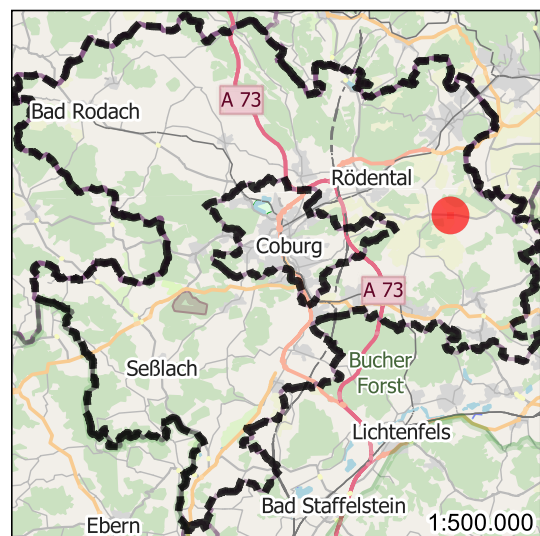 A 73
Bad Rodach
Rödental
Coburg
A 73
Bucher
Forst
Seßlach
Lichtenfels
Bad Staffelstein
Ebern
1:500.000